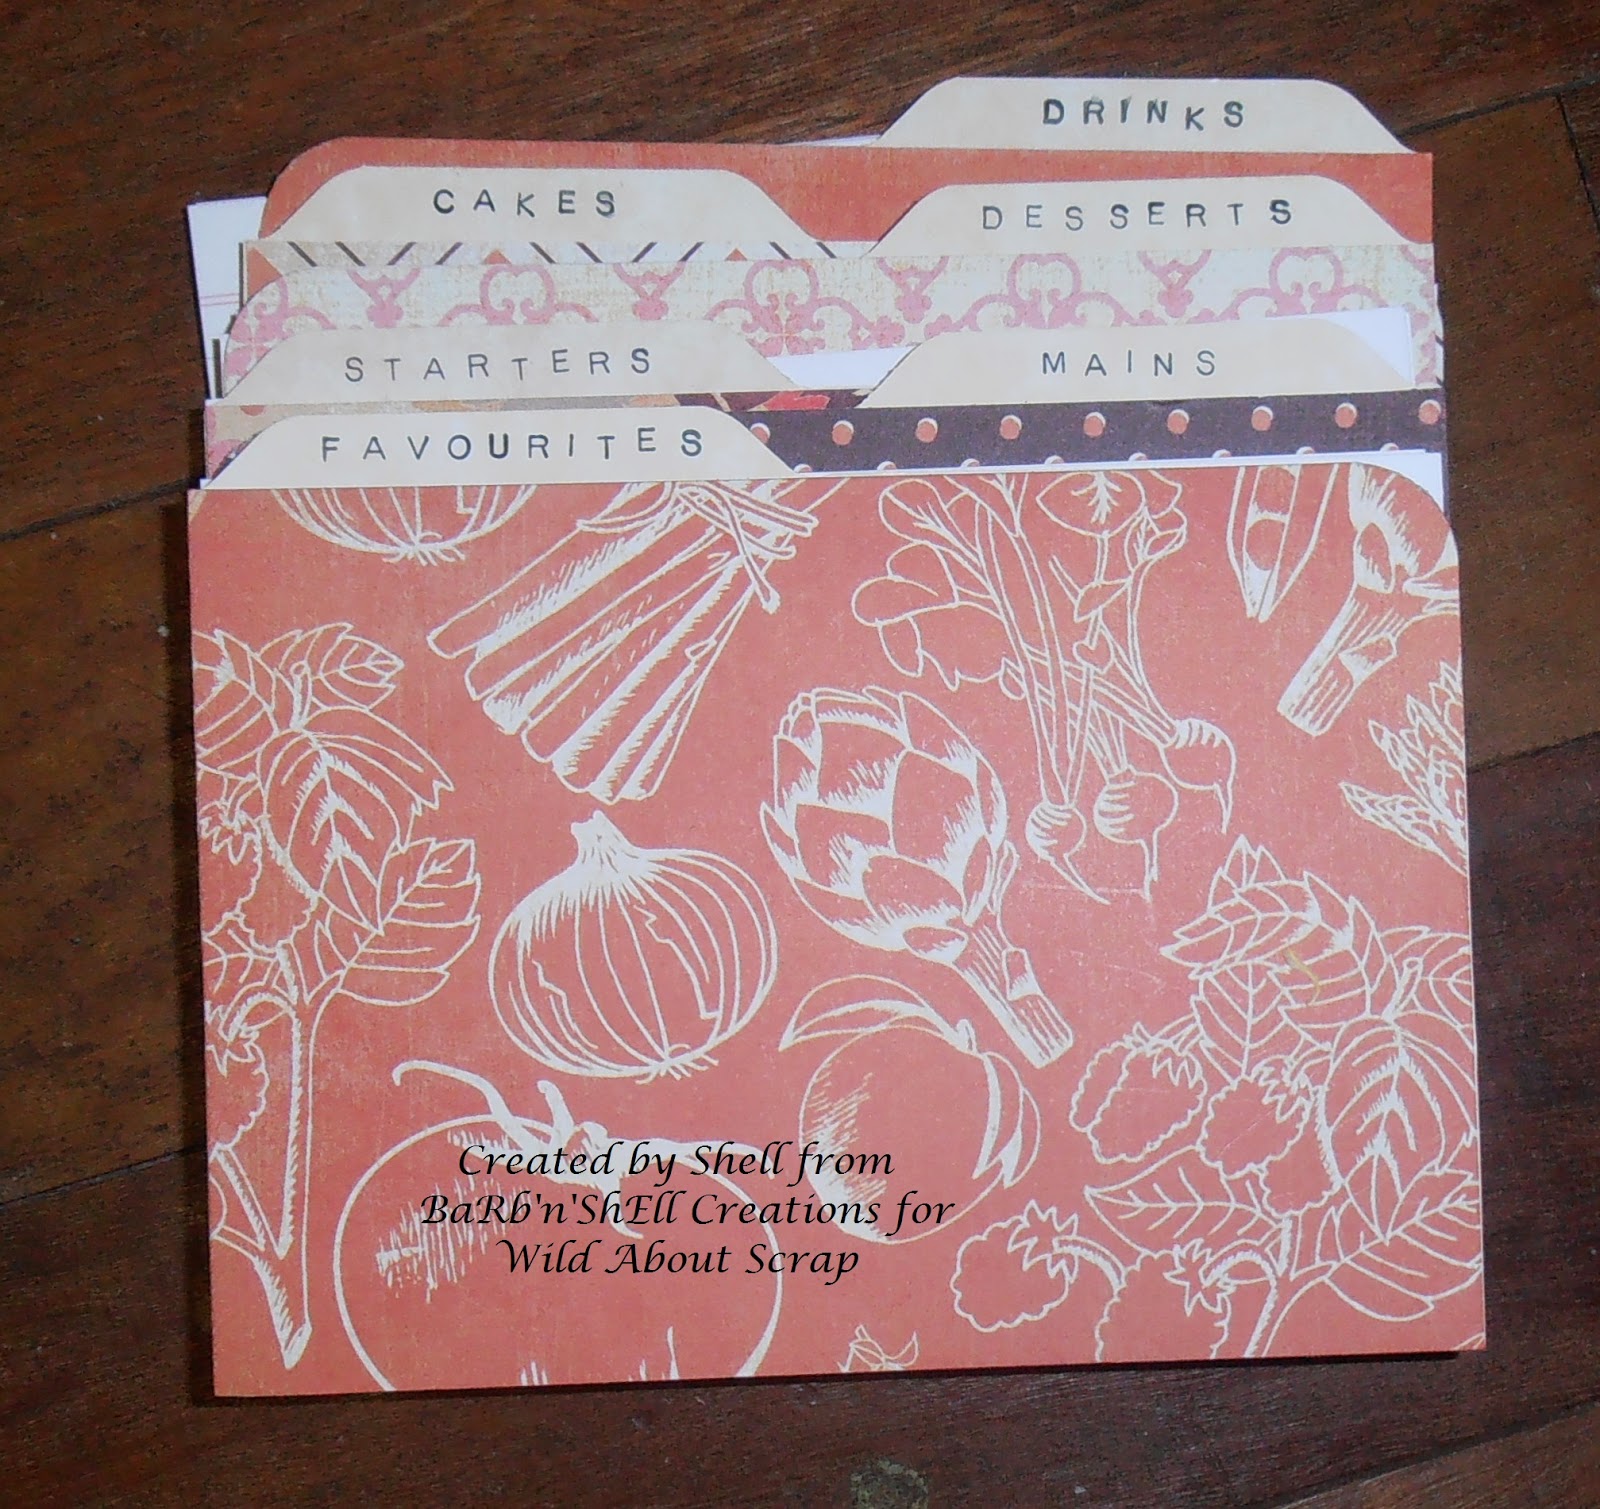 DRINKS
CAKES
DESSERTS
STARTERS
MAINS
FAVOURITES
Created by Shell from
BaRb'n'ShEll Creations for
Wild About Scrap